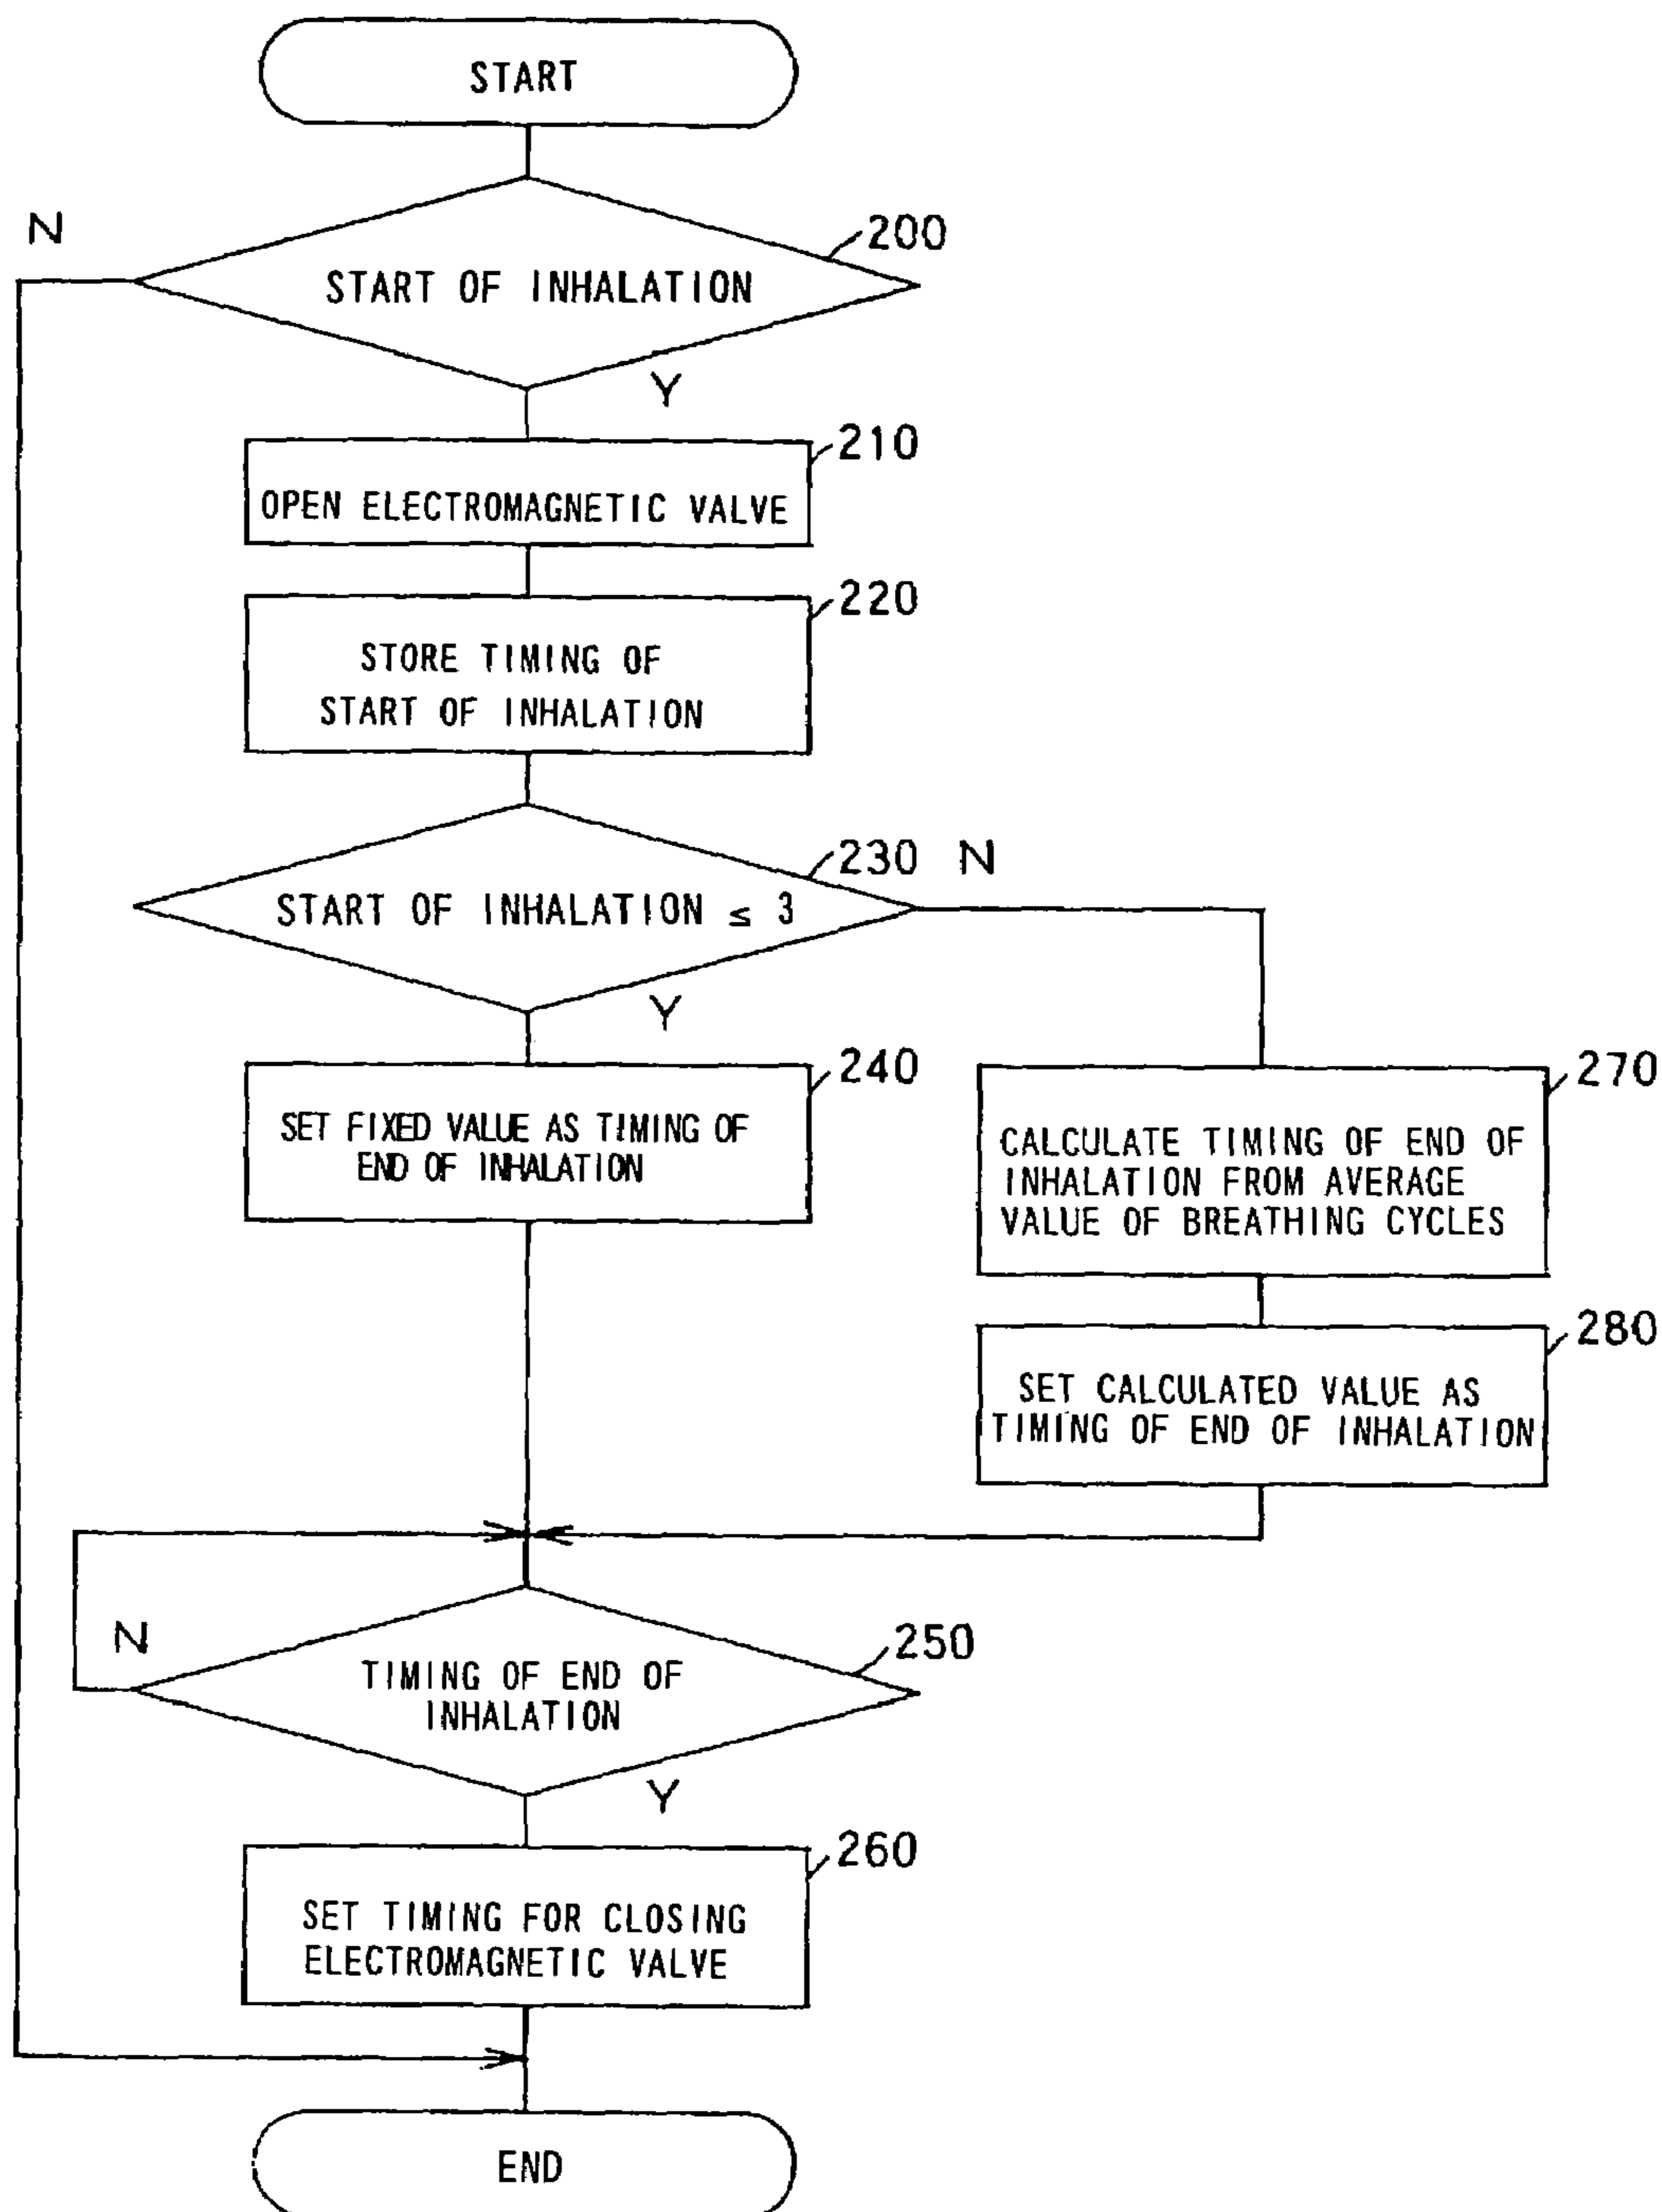 START
N
200
START OF INHALATION
Y
210
OPEN ELECTROMAGNETIC VALVE
220
STORE TIMING OF
START OF INHALATION
230 N
START OF INHALATION ≤ 3
Y
240
SET FIXED VALUE AS TIMING OF
END OF INHALATION
270
CALCULATE TIMING OF END OF
INHALATION FROM AVERAGE
VALUE OF BREATHING CYCLES
280
SET CALCULATED VALUE AS
TIMING OF END OF INHALATION
N
250
TIMING OF END OF
INHALATION
Y
260
SET TIMING FOR CLOSING
ELECTROMAGNETIC VALVE
END